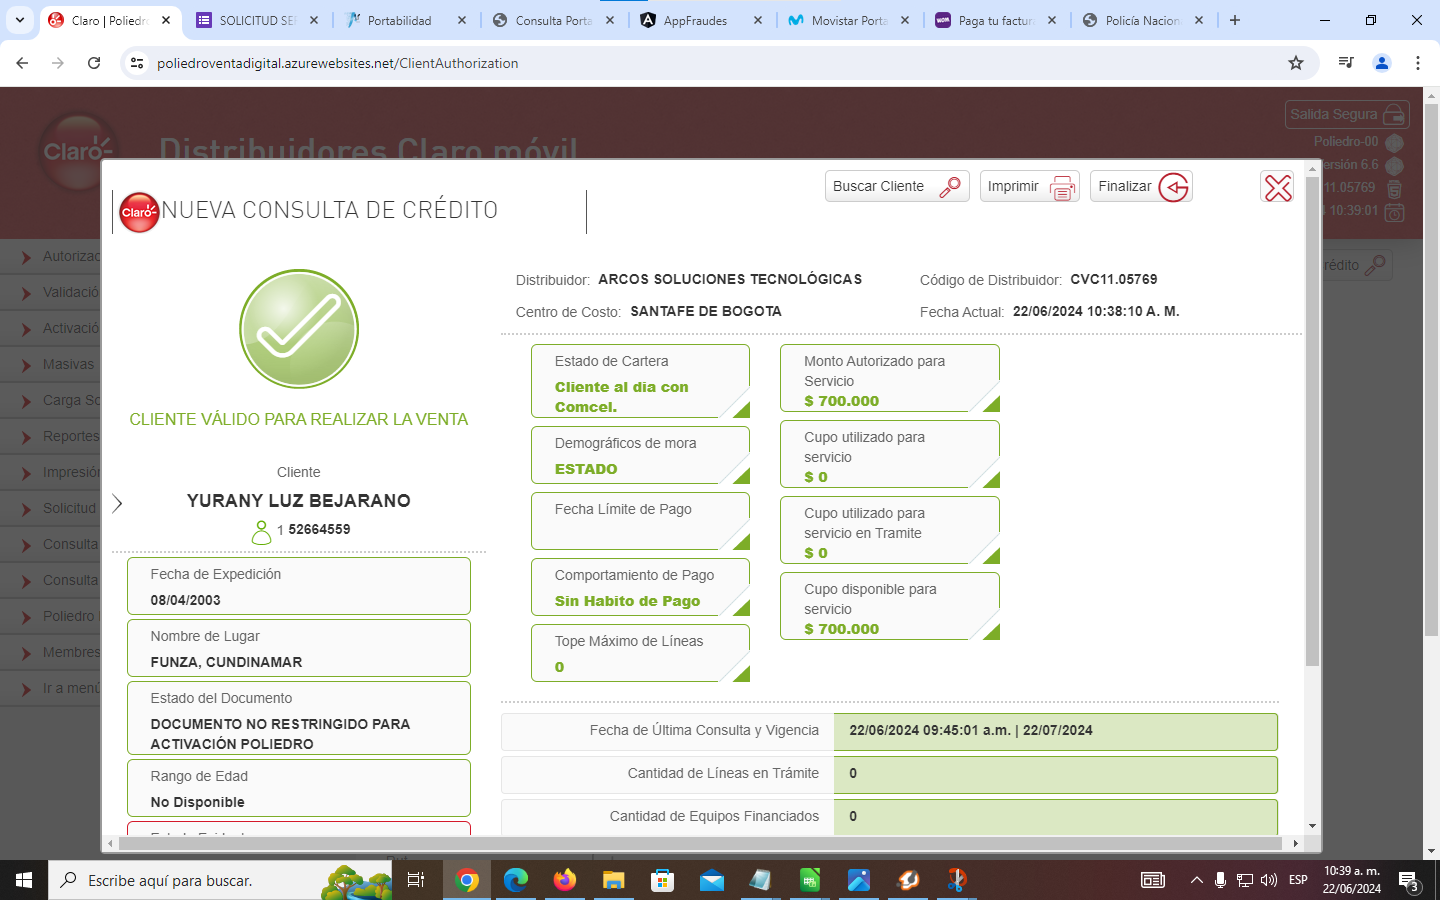 Claro | Poliedr
SOLICITUD SER
Portabilidad
Consulta Porta
AppFraudes
Movistar Porta
Paga tu factur
Policía Nacion
poliedroventadigital.azurewebsites.net/ClientAuthorization
Claro
Distribuidores Claro móvil
Salida Segura
Poliedro-00
ersión 6.6
11.05769
10:39:01
Claro
NUEVA CONSULTA DE CRÉDITO
Buscar Cliente
Imprimir
Finalizar
rédito
Autorizac
Validació
Activació
Masivas
Carga So
Reportes
Impresión
Solicitud
Consulta
Consulta
Poliedro
Membres
Ir a menú
CLIENTE VÁLIDO PARA REALIZAR LA VENTA
Cliente
YURANY LUZ BEJARANO
1 52664559
Fecha de Expedición
08/04/2003
Nombre de Lugar
FUNZA, CUNDINAMAR
Estado del Documento
DOCUMENTO NO RESTRINGIDO PARA
ACTIVACIÓN POLIEDRO
Rango de Edad
No Disponible
Distribuidor: ARCOS SOLUCIONES TECNOLÓGICAS
Código de Distribuidor: CVC11.05769
Centro de Costo: SANTAFE DE BOGOTA
Fecha Actual: 22/06/2024 10:38:10 A. M.
Estado de Cartera
Cliente al dia con
Comcel.
Demográficos de mora
ESTADO
Fecha Límite de Pago
Comportamiento de Pago
Sin Habito de Pago
Tope Máximo de Líneas
0
Monto Autorizado para
Servicio
$ 700.000
Cupo utilizado para
servicio
$ 0
Cupo utilizado para
servicio en Tramite
$ 0
Cupo disponible para
servicio
$ 700.000
Fecha de Última Consulta y Vigencia
22/06/2024 09:45:01 a.m. | 22/07/2024
Cantidad de Líneas en Trámite
0
Cantidad de Equipos Financiados
0
Escribe aquí para buscar.
ESP
10:39 a. m.
22/06/2024
3